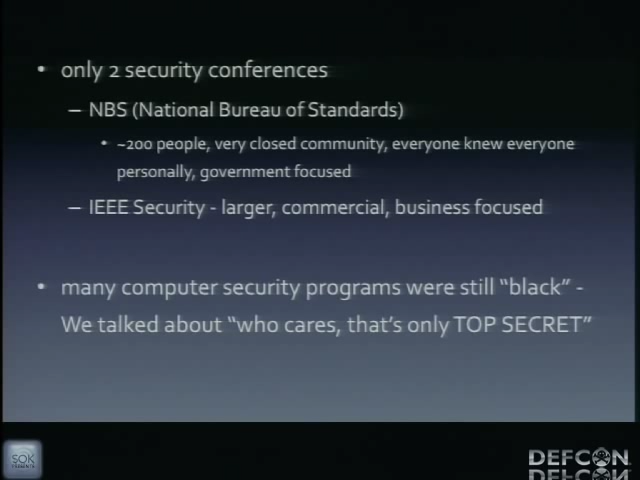 • only 2 security conferences
– NBS (National Bureau of Standards)
• ~200 people, very closed community, everyone knew everyone
personally, government focused
– IEEE Security - larger, commercial, business focused
• many computer security programs were still “black” -
We talked about “who cares, that’s only TOP SECRET”
SOK
DEFCON
DEFCON